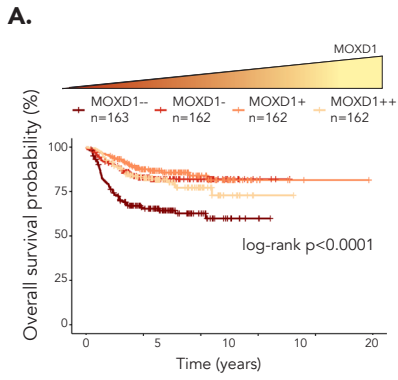 A.
MOXD1
MOXD1-- MOXD1- MOXD1+ MOXD1++
n=163 n=162 n=162 n=162
Overall survival probability (%)
100
75
50
25
0
log-rank p<0.0001
0 5 10 10 20
Time (years)